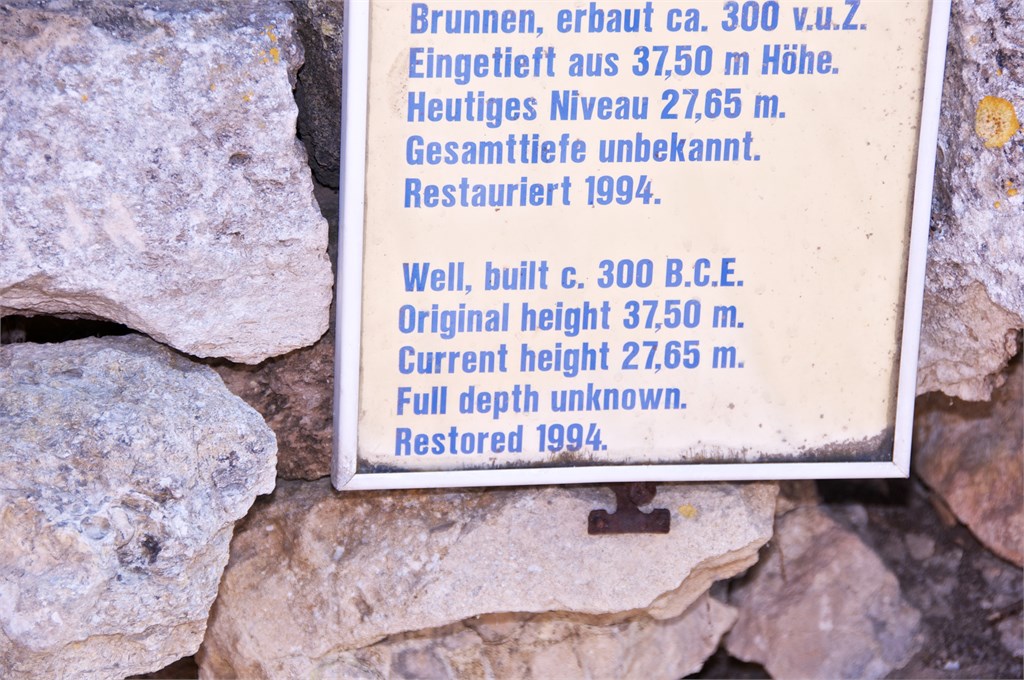 Brunnen, erbaut ca. 300 v.u.Z.
Eingetieft aus 37,50 m Höhe.
Heutiges Niveau 27,65 m.
Gesamttiefe unbekannt.
Restauriert 1994.
Well, built c. 300 B.C.E.
Original height 37,50 m.
Current height 27,65 m.
Full depth unknown.
Restored 1994.